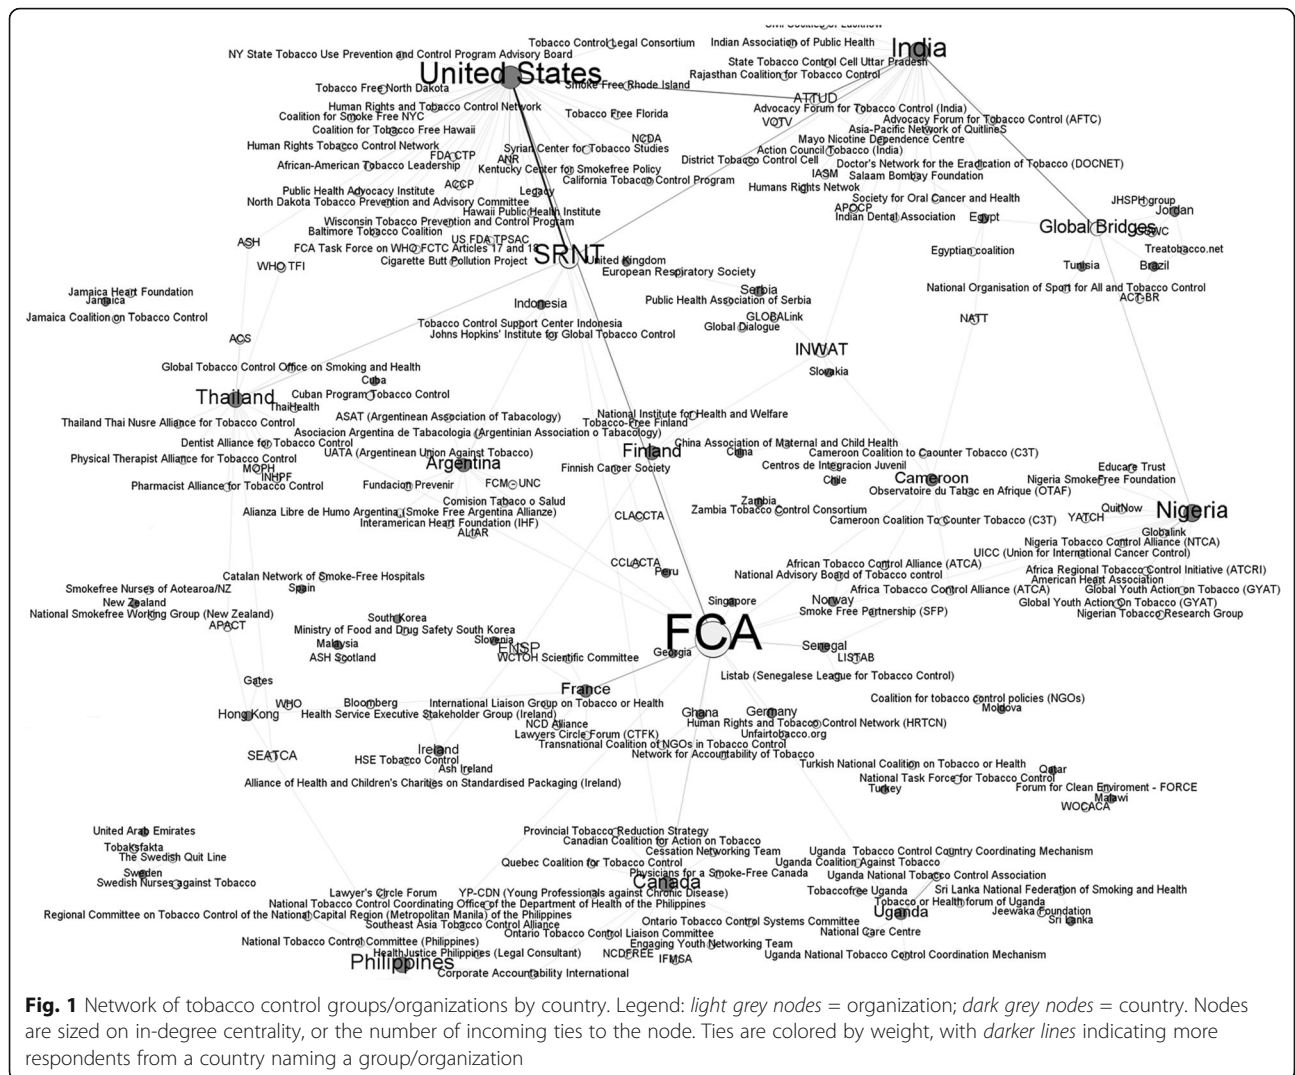 Tobacco Control Legal Consortium
Indian Association of Public Health
India
NY State Tobacco Use Prevention and Control Program Advisory Board
State Tobacco Control Cell Uttar Pradesh
United States
Rajasthan Coalition for Tobacco Control
Tobacco Free North Dakota
Smoke Free Rhode Island
ATTUD
Human Rights and Tobacco Control Network
Advocacy Forum for Tobacco Control (India)
Coalition for Smoke Free NYC
Tobacco Free Florida
VOTV
Advocacy Forum for Tobacco Control (AFTC)
Coalition for Tobacco Free Hawaii
Asia-Pacific Network of Quitlines
NCDA
Mayo Nicotine Dependence Centre
Human Rights Tobacco Control Network
Syrian Center for Tobacco Studies
Action Council Tobacco (India)
FDA CTP
ANR
District Tobacco Control Cell
African-American Tobacco Leadership
Kentucky Center for Smokefree Policy
Doctor's Network for the Eradication of Tobacco (DOCNET)
IASM
Salaam Bombay Foundation
ACCP
California Tobacco Control Program
Humans Rights Netwok
Public Health Advocacy Institute
Legacy
Society for Oral Cancer and Health
JHSPH group
North Dakota Tobacco Prevention and Advisory Committee
APOCP
Jordan
Hawaii Public Health Institute
Indian Dental Association
Egypt
Wisconsin Tobacco Prevention and Control Program
Global Bridges
Baltimore Tobacco Coalition
ASH
US FDA TPSAC
FCA Task Force on WHO FCTC Articles 17 and 18
Egyptian coalition
Treatobacco.net
SRNT
Cigarette Butt Pollution Project
United Kingdom
WHO TFI
European Respiratory Society
Tunisia
Brazil
Jamaica Heart Foundation
Serbia
National Organisation of Sport for All and Tobacco Control
Jamaica
Public Health Association of Serbia
ACT-BR
Indonesia
Jamaica Coalition on Tobacco Control
GLOBALink
NATT
Tobacco Control Support Center Indonesia
Global Dialogue
Johns Hopkins' Institute for Global Tobacco Control
ACS
INWAT
Global Tobacco Control Office on Smoking and Health
Slovakia
Cuba
Thailand
Cuban Program Tobacco Control
ThaiHealth
ASAT (Argentinean Association of Tabacology)
National Institute for Health and Welfare
Thailand Thai Nusre Alliance for Tobacco Control
Tobacco-Free Finland
Asociacion Argentina de Tabacologia (Argentinian Association o Tabacology)
Dentist Alliance for Tobacco Control
China Association of Maternal and Child Health
UATA (Argentinean Union Against Tobacco)
Finland
China
Cameroon Coalition to Caounter Tobacco (C3T)
Physical Therapist Alliance for Tobacco Control
Argentina
MOPH
Finnish Cancer Society
Centros de Integracion Juvenil
Educare Trust
INHPF
Chile
Cameroon
Nigeria SmokeFree Foundation
Pharmacist Alliance for Tobacco Control
Fundacion Prevenir
FCM-UNC
Observatoire du Tabac en Afrique (OTAF)
Comision Tabaco o Salud
Zambia
Alianza Libre de Humo Argentina (Smoke Free Argentina Allianze)
Zambia Tobacco Control Consortium
QuitNow
Nigeria
CLACCTA
YATCH
Interamerican Heart Foundation (IHF)
Cameroon Coalition To Counter Tobacco (C3T)
ALIAR
Globalink
Nigeria Tobacco Control Alliance (NTCA)
UICC (Union for International Cancer Control)
CCLACTA
African Tobacco Control Alliance (ATCA)
Peru
Africa Regional Tobacco Control Initiative (ATCRI)
Catalan Network of Smoke-Free Hospitals
National Advisory Board of Tobacco control
American Heart Association
Smokefree Nurses of Aotearoa/NZ
Spain
Africa Tobacco Control Alliance (ATCA)
Global Youth Action on Tobacco (GYAT)
New Zealand
Singapore
Norway
Global Youth Action On Tobacco (GYAT)
National Smokefree Working Group (New Zealand)
Smoke Free Partnership (SFP)
Nigerian Tobacco Research Group
South Korea
APACT
Ministry of Food and Drug Safety South Korea
FCA
Malaysia
Slovenia
ENSP
Senegal
ASH Scotland
WCTOH Scientific Committee
Georgia
LISTAB
Gates
Listab (Senegalese League for Tobacco Control)
France
WHO
Bloomberg
International Liaison Group on Tobacco or Health
Coalition for tobacco control policies (NGOs)
Hong Kong
Health Service Executive Stakeholder Group (Ireland)
Ghana
Germany
Moldova
NCD Alliance
Human Rights and Tobacco Control Network (HRTCN)
Lawyers Circle Forum (CTFK)
Unfairtobacco.org
Ireland
Transnational Coalition of NGOs in Tobacco Control
SEATCA
HSE Tobacco Control
Network for Accountability of Tobacco
Ash Ireland
Turkish National Coalition on Tobacco or Health
Qatar
Alliance of Health and Children's Charities on Standardised Packaging (Ireland)
National Task Force for Tobacco Control
Turkey
Forum for Clean Enviroment - FORCE
Malawi
WOCACA
United Arab Emirates
Provincial Tobacco Reduction Strategy
Canadian Coalition for Action on Tobacco
Tobaksfakta
Cessation Networking Team
Uganda Tobacco Control Country Coordinating Mechanism
The Swedish Quit Line
Quebec Coalition for Tobacco Control
Uganda Coalition Against Tobacco
Sweden
Physicians for a Smoke-Free Canada
Uganda National Tobacco Control Association
Swedish Nurses against Tobacco
Canada
Lawyer's Circle Forum
YP-CDN (Young Professionals against Chronic Disease)
Tobaccofree Uganda
Sri Lanka National Federation of Smoking and Health
National Tobacco Control Coordinating Office of the Department of Health of the Philippines
Tobacco or Health forum of Uganda
Regional Committee on Tobacco Control of the National Capital Region (Metropolitan Manila) of the Philippines
Uganda
Jeewaka Foundation
Southeast Asia Tobacco Control Alliance
Ontario Tobacco Control Systems Committee
Sri Lanka
Ontario Tobacco Control Liaison Committee
National Care Centre
National Tobacco Control Committee (Philippines)
Engaging Youth Networking Team
HealthJustice Philippines (Legal Consultant)
NCDFREE
IFMSA
Uganda National Tobacco Control Coordination Mechanism
Philippines
Corporate Accountability International
Fig. 1 Network of tobacco control groups/organizations by country. Legend: light grey nodes = organization; dark grey nodes = country. Nodes
are sized on in-degree centrality, or the number of incoming ties to the node. Ties are colored by weight, with darker lines indicating more
respondents from a country naming a group/organization